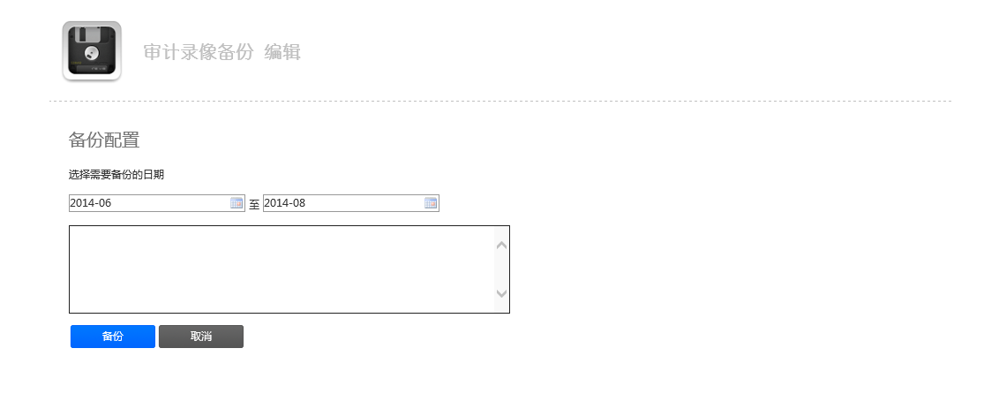 审计录像备份 编辑
备份配置
选择需要备份的日期
2014-06 至 2014-08
备份 取消